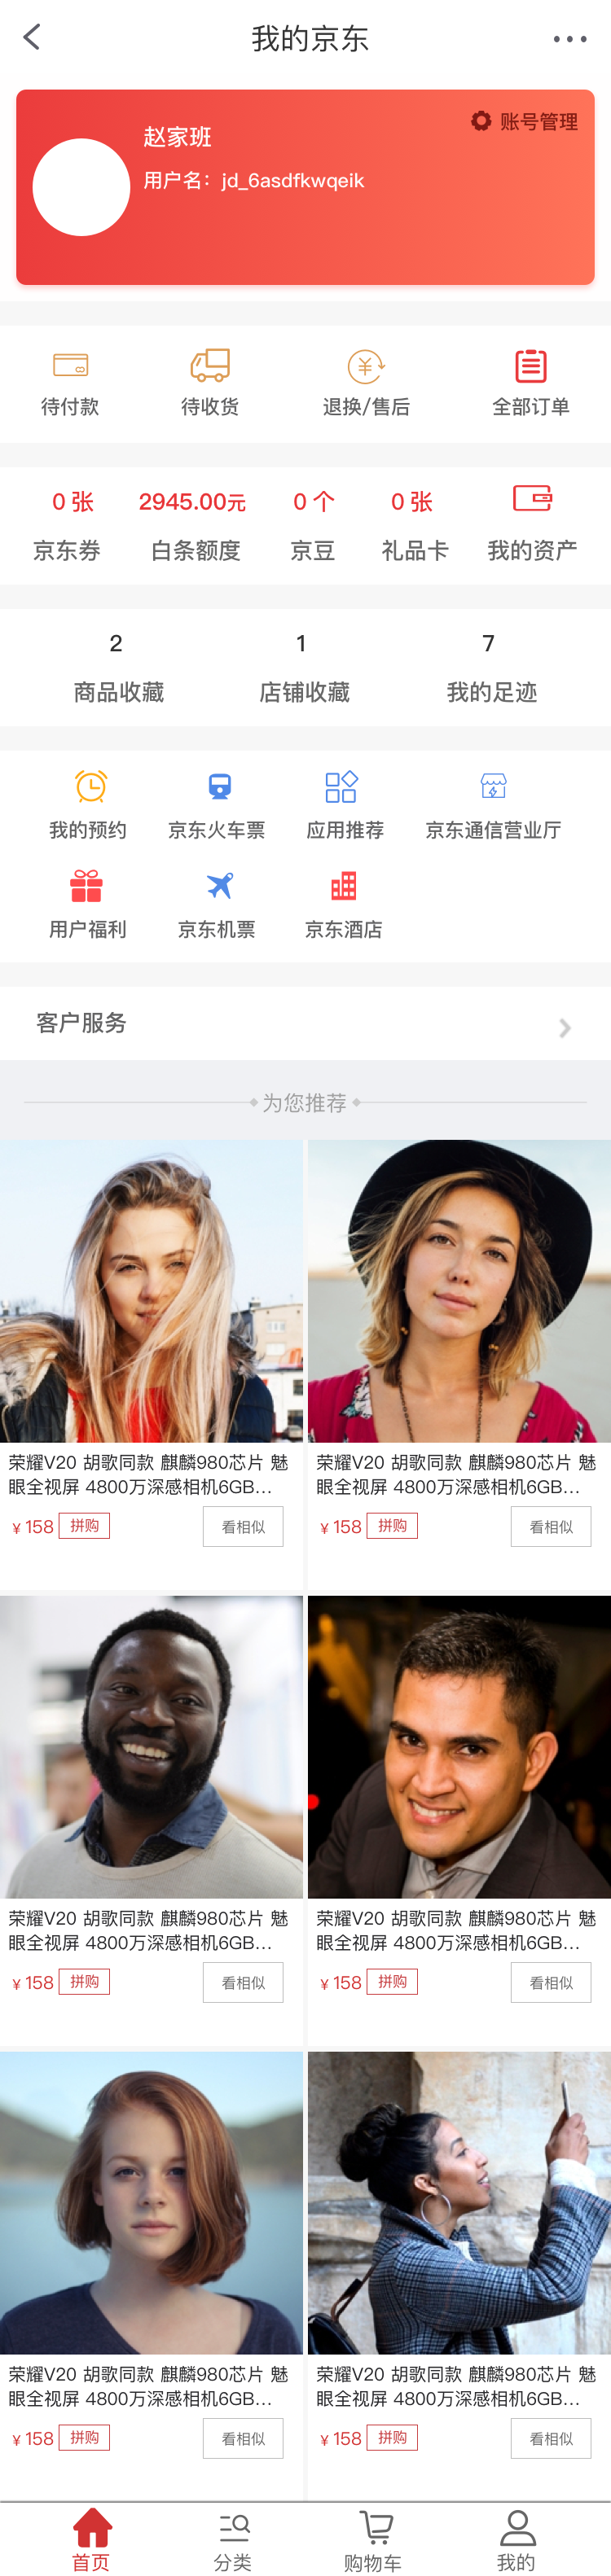 我的京东
赵家班
账号管理
用户名：jd_6asdfkwqeik
待付款 待收货 退换/售后 全部订单
0 张 2945.00元 0 个 0 张
京东券 白条额度 京豆 礼品卡 我的资产
2 1 7
商品收藏 店铺收藏 我的足迹
我的预约 京东火车票 应用推荐 京东通信营业厅
用户福利 京东机票 京东酒店
客户服务
为您推荐
荣耀V20 胡歌同款 麒麟980芯片 魅
眼全视屏 4800万深感相机6GB...
¥ 158 拼购 看相似
荣耀V20 胡歌同款 麒麟980芯片 魅
眼全视屏 4800万深感相机6GB...
¥ 158 拼购 看相似
荣耀V20 胡歌同款 麒麟980芯片 魅
眼全视屏 4800万深感相机6GB...
¥ 158 拼购 看相似
荣耀V20 胡歌同款 麒麟980芯片 魅
眼全视屏 4800万深感相机6GB...
¥ 158 拼购 看相似
荣耀V20 胡歌同款 麒麟980芯片 魅
眼全视屏 4800万深感相机6GB...
¥ 158 拼购 看相似
荣耀V20 胡歌同款 麒麟980芯片 魅
眼全视屏 4800万深感相机6GB...
¥ 158 拼购 看相似
首页 分类 购物车 我的